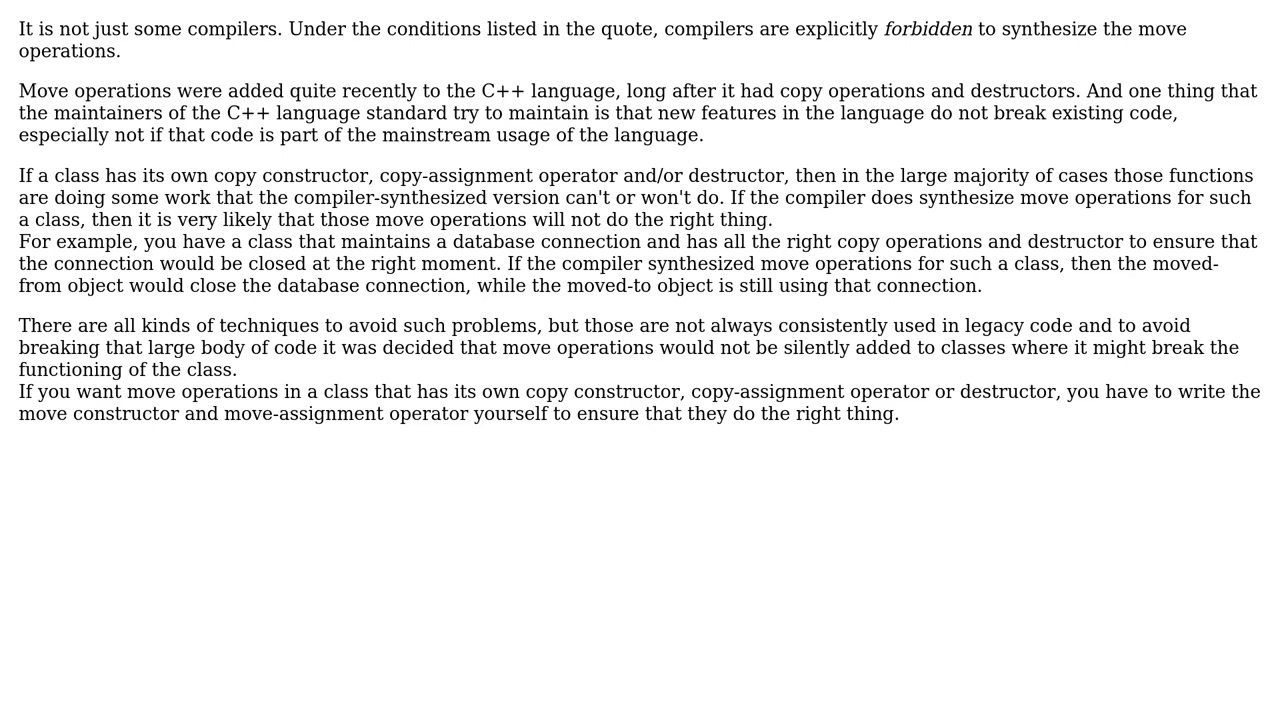 It is not just some compilers. Under the conditions listed in the quote, compilers are explicitly forbidden to synthesize the move
operations.
Move operations were added quite recently to the C++ language, long after it had copy operations and destructors. And one thing that
the maintainers of the C++ language standard try to maintain is that new features in the language do not break existing code,
especially not if that code is part of the mainstream usage of the language.
If a class has its own copy constructor, copy-assignment operator and/or destructor, then in the large majority of cases those functions
are doing some work that the compiler-synthesized version can't or won't do. If the compiler does synthesize move operations for such
a class, then it is very likely that those move operations will not do the right thing.
For example, you have a class that maintains a database connection and has all the right copy operations and destructor to ensure that
the connection would be closed at the right moment. If the compiler synthesized move operations for such a class, then the moved-
from object would close the database connection, while the moved-to object is still using that connection.
There are all kinds of techniques to avoid such problems, but those are not always consistently used in legacy code and to avoid
breaking that large body of code it was decided that move operations would not be silently added to classes where it might break the
functioning of the class.
If you want move operations in a class that has its own copy constructor, copy-assignment operator or destructor, you have to write the
move constructor and move-assignment operator yourself to ensure that they do the right thing.